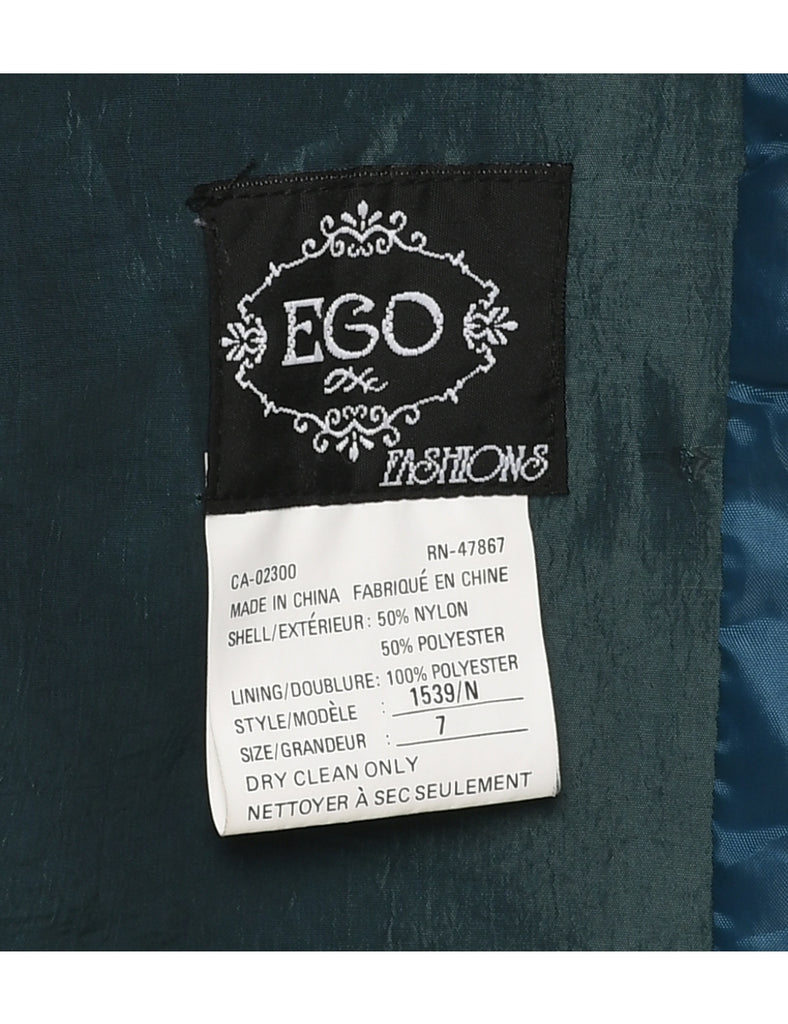 EGO
FASHIONS
CA-02300 RN-47867
MADE IN CHINA FABRIQUÉ EN CHINE
SHELL/EXTÉRIEUR: 50% NYLON
50% POLYESTER
LINING/DOUBLURE: 100% POLYESTER
STYLE/MODÈLE : 1539/N
SIZE/GRANDEUR : 7
DRY CLEAN ONLY
NETTOYER À SEC SEULEMENT